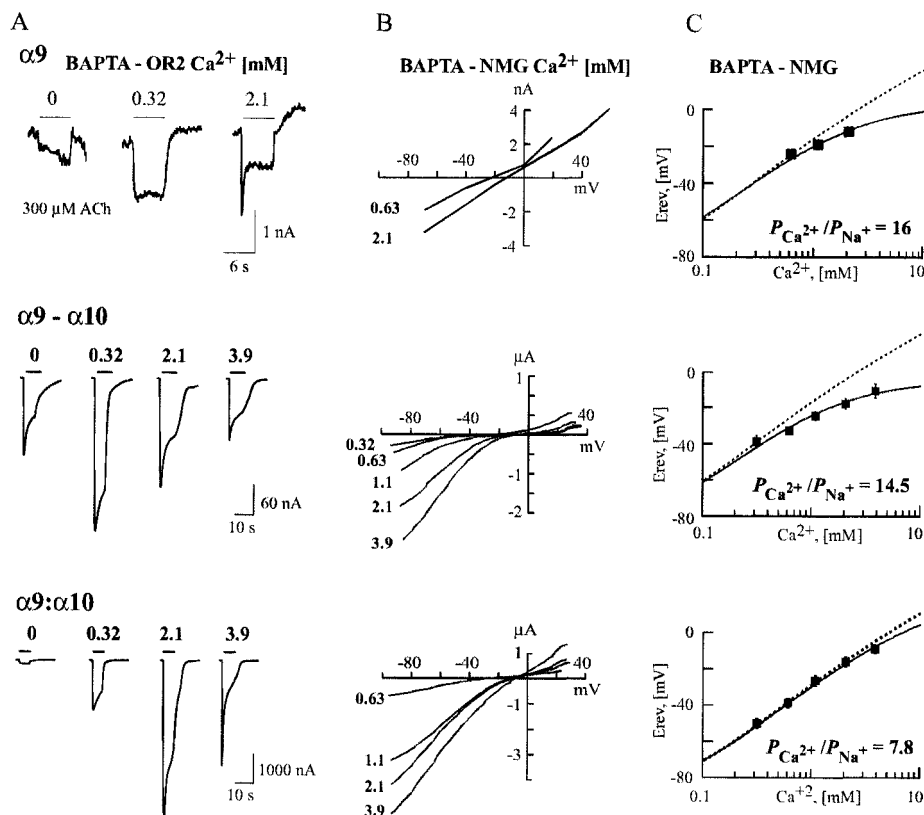 A B C
α9
BAPTA - OR2 Ca2+ [mM]
0 0.32 2.1
300 µM ACh
1 nA
6 s
BAPTA - NMG Ca2+ [mM]
nA
4
2
-80 -40 40
mV
0.63
2.1
-2
-4
BAPTA - NMG
0
-40
-80
Erev, [mV]
PCa2+ /PNa+ = 16
0.1 1 10
Ca2+, [mM]
α9 - α10
0 0.32 2.1 3.9
60 nA
10 s
µA
1
-80 -40 40
mV
0.32
0.63
1.1
2.1
3.9
-1
-2
0
-40
-80
Erev, [mV]
PCa2+ /PNa+ = 14.5
0.1 1 10
Ca2+, [mM]
α9:α10
0 0.32 2.1 3.9
1000 nA
10 s
µA
1
-80 -40 40
mV
0.63
1.1
2.1
3.9
-1
-3
0
-40
-80
Erev, [mV]
PCa2+ /PNa+ = 7.8
0.1 1 10
Ca+2, [mM]